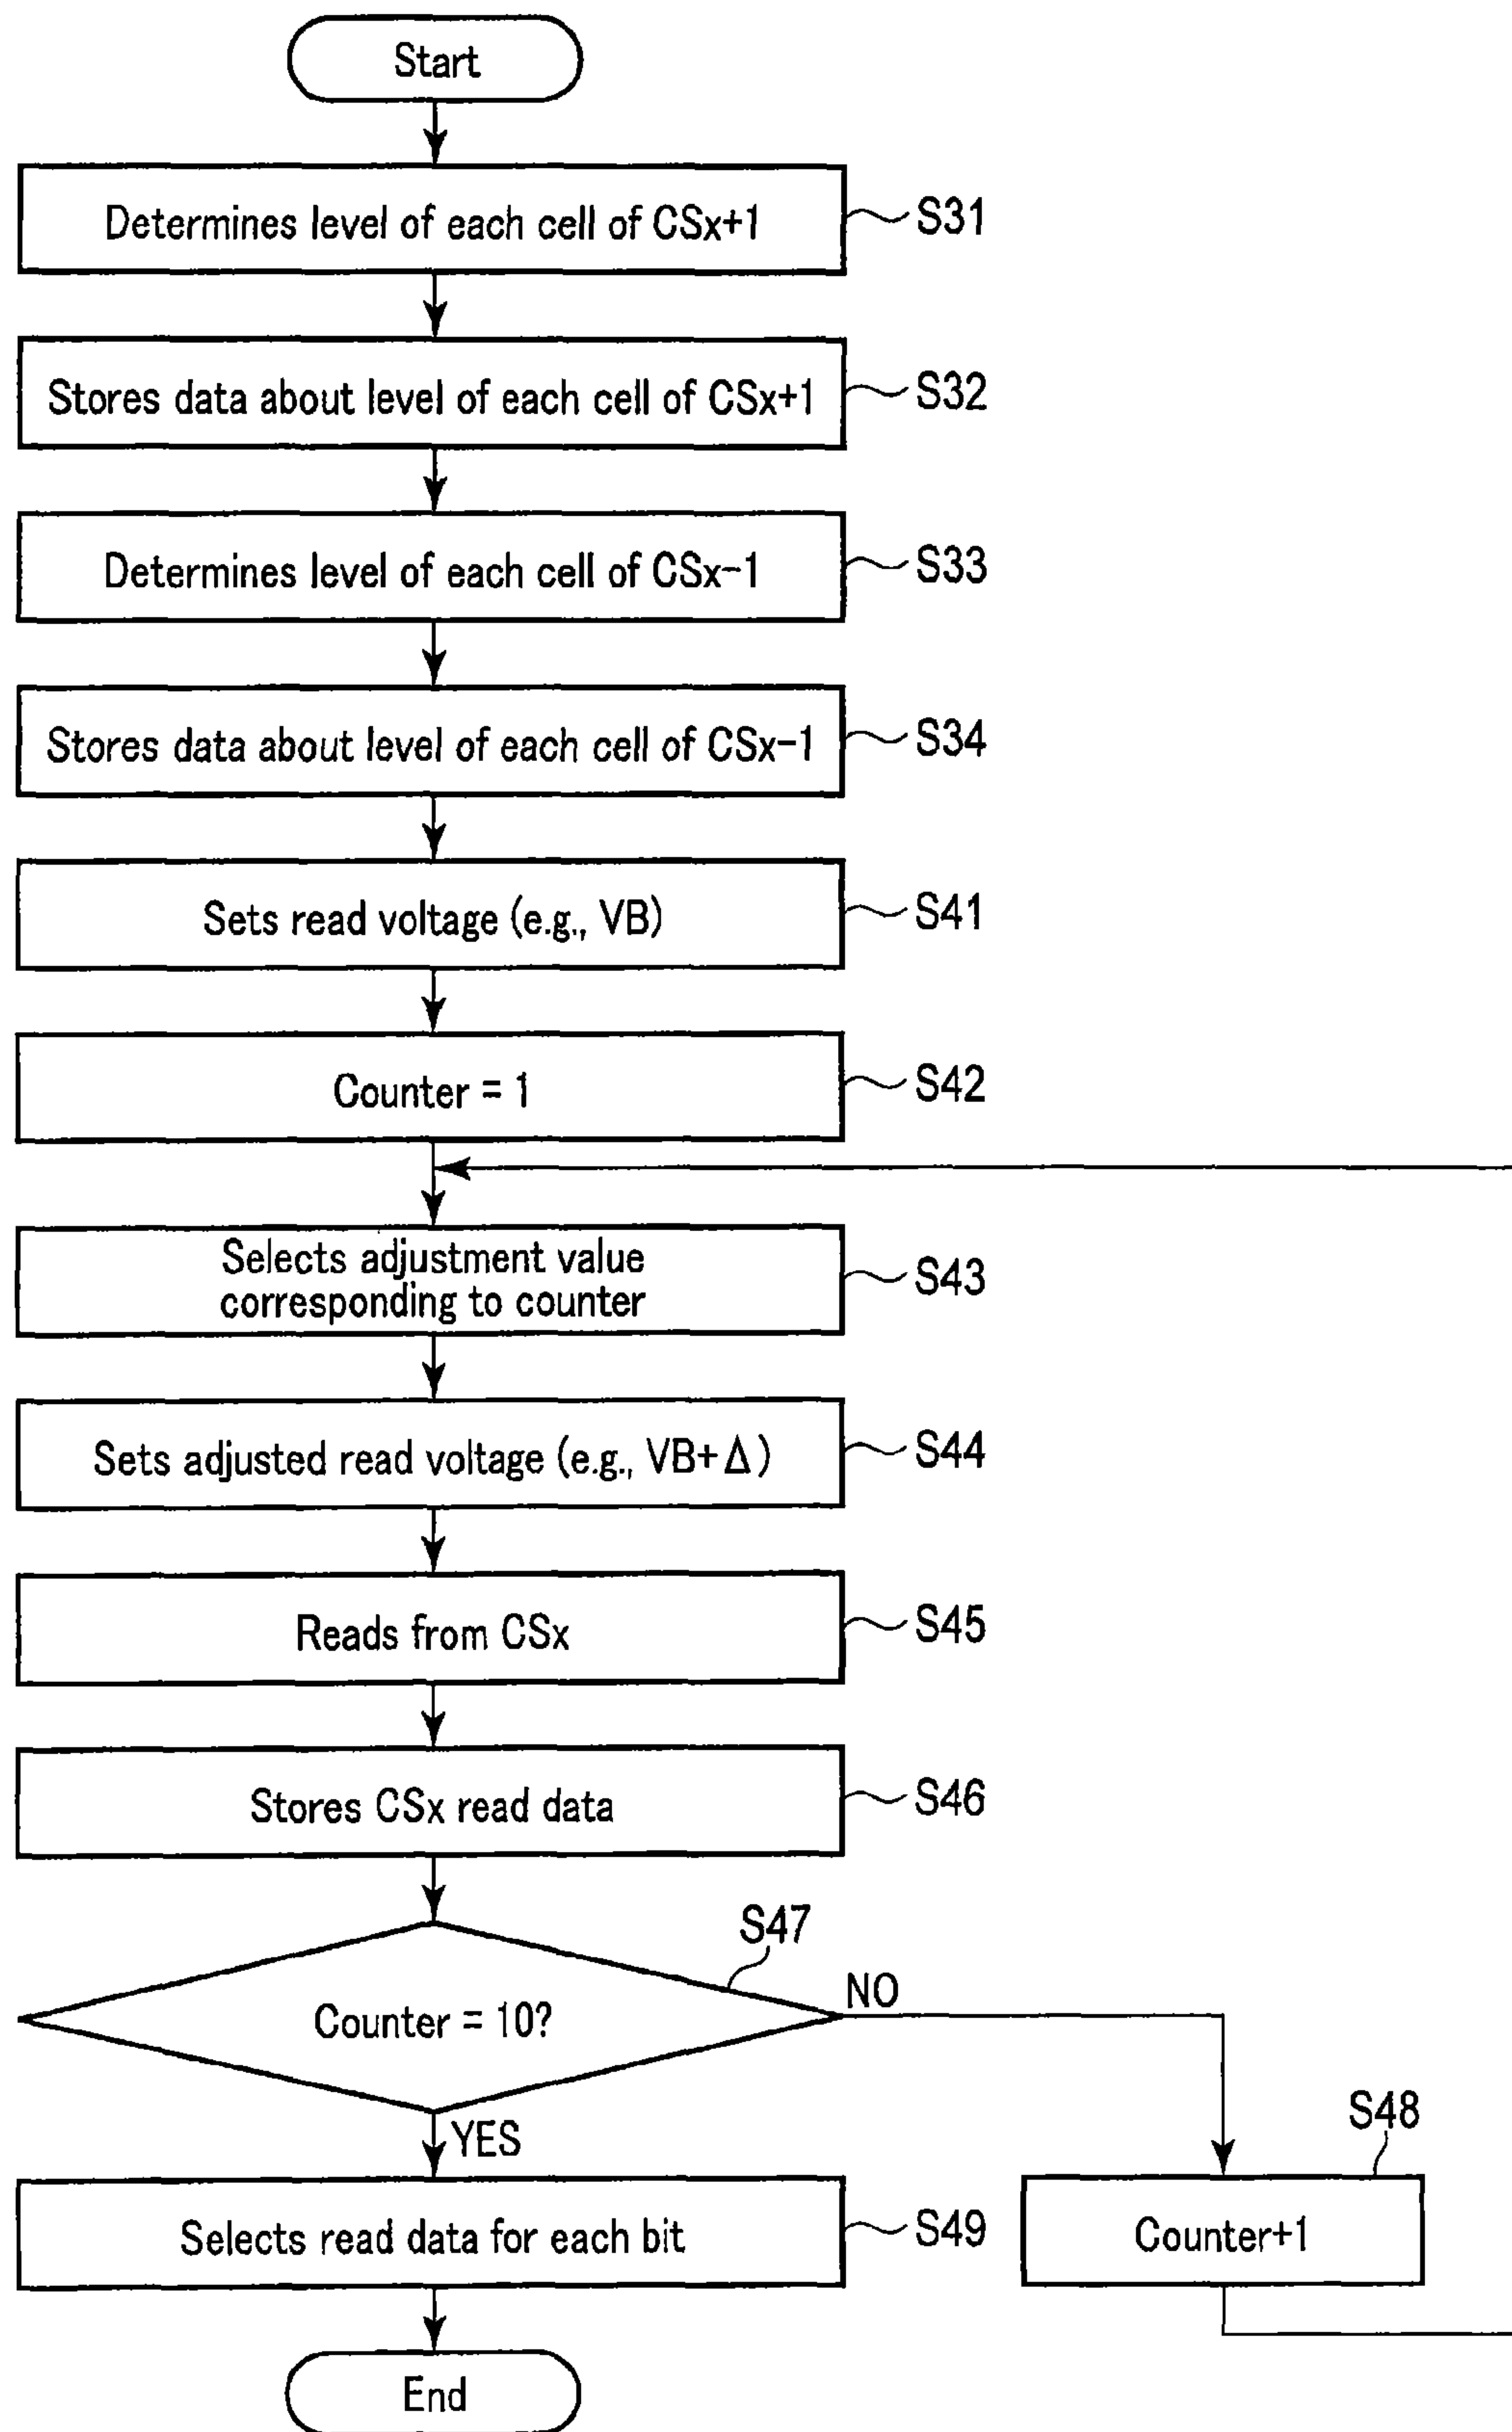 Start
Determines level of each cell of CSx+1
S31
Stores data about level of each cell of CSx+1
S32
Determines level of each cell of CSx-1
S33
Stores data about level of each cell of CSx-1
S34
Sets read voltage (e.g., VB)
S41
Counter = 1
S42
Selects adjustment value
corresponding to counter
S43
Sets adjusted read voltage (e.g., VB+Δ)
S44
Reads from CSx
S45
Stores CSx read data
S46
S47
Counter = 10?
NO
YES
S48
Selects read data for each bit
S49
Counter+1
End